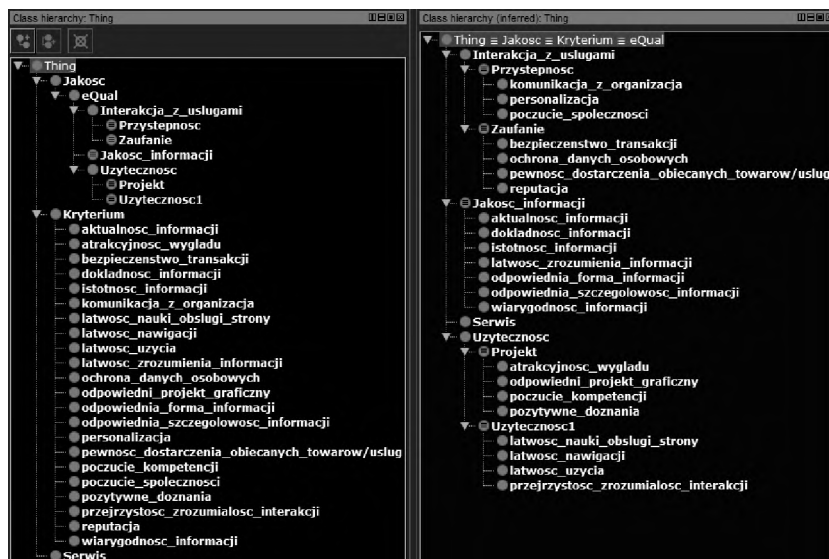 Class hierarchy: Thing
Thing
Jakosc
eQual
Interakcja_z_uslugami
Przystepnosc
Zaufanie
Jakosc_informacji
Uzytecznosc
Projekt
Uzytecznosc1
Kryterium
aktualnosc_informacji
atrakcyjnosc_wygladu
bezpieczenstwo_transakcji
dokladnosc_informacji
istotnosc_informacji
komunikacja_z_organizacja
latwosc_nauki_obslugi_strony
latwosc_nawigacji
latwosc_uzycia
latwosc_zrozumienia_informacji
ochrona_danych_osobowych
odpowiedni_projekt_graficzny
odpowiednia_forma_informacji
odpowiednia_szczegolowosc_informacji
personalizacja
pewnosc_dostarczenia_obiecanych_towarow/uslug
poczucie_kompetencji
poczucie_spolecznosci
pozytywne_doznania
przejrzystosc_zrozumialosc_interakcji
reputacja
wiarygodnosc_informacji
Serwis
Class hierarchy (inferred): Thing
Thing ≡ Jakosc ≡ Kryterium ≡ eQual
Interakcja_z_uslugami
Przystepnosc
komunikacja_z_organizacja
personalizacja
poczucie_spolecznosci
Zaufanie
bezpieczenstwo_transakcji
ochrona_danych_osobowych
pewnosc_dostarczenia_obiecanych_towarow/uslug
reputacja
Jakosc_informacji
aktualnosc_informacji
dokladnosc_informacji
istotnosc_informacji
latwosc_zrozumienia_informacji
odpowiednia_forma_informacji
odpowiednia_szczegolowosc_informacji
wiarygodnosc_informacji
Serwis
Uzytecznosc
Projekt
atrakcyjnosc_wygladu
odpowiedni_projekt_graficzny
poczucie_kompetencji
pozytywne_doznania
Uzytecznosc1
latwosc_nauki_obslugi_strony
latwosc_nawigacji
latwosc_uzycia
przejrzystosc_zrozumialosc_interakcji